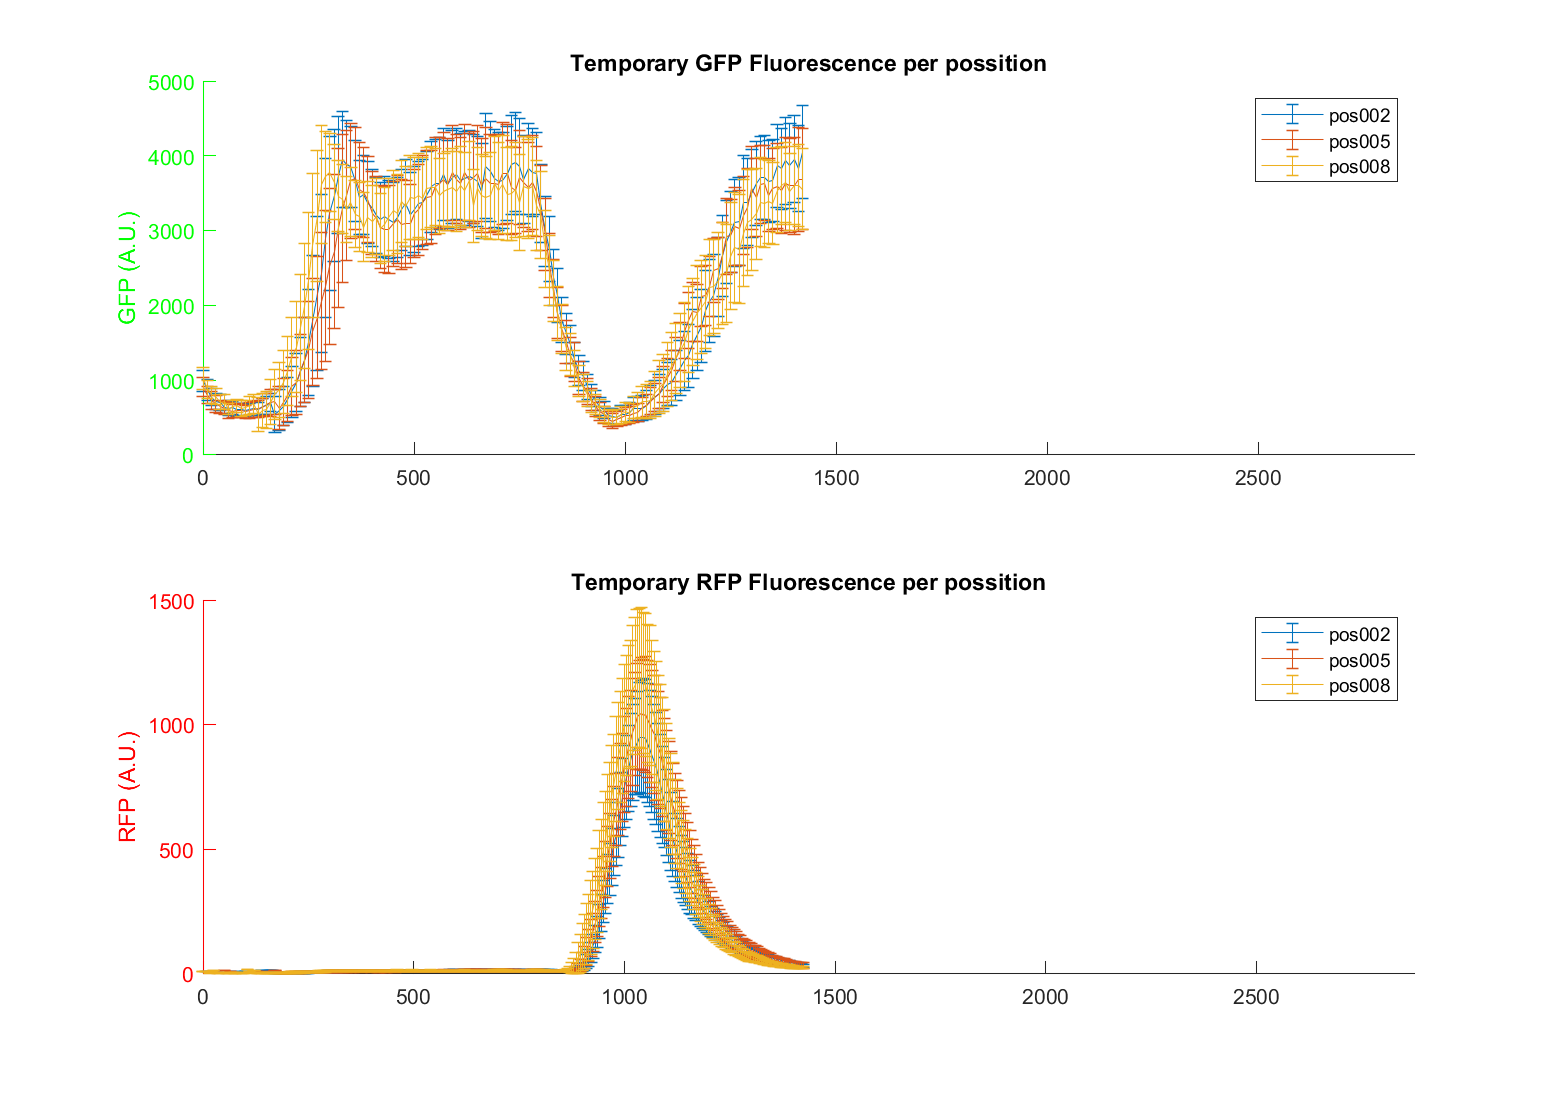 Temporary GFP Fluorescence per possition
5000
4000
3000
2000
1000
0
GFP (A.U.)
0 500 1000 1500 2000 2500
pos002
pos005
pos008
Temporary RFP Fluorescence per possition
1500
1000
500
0
RFP (A.U.)
0 500 1000 1500 2000 2500
pos002
pos005
pos008